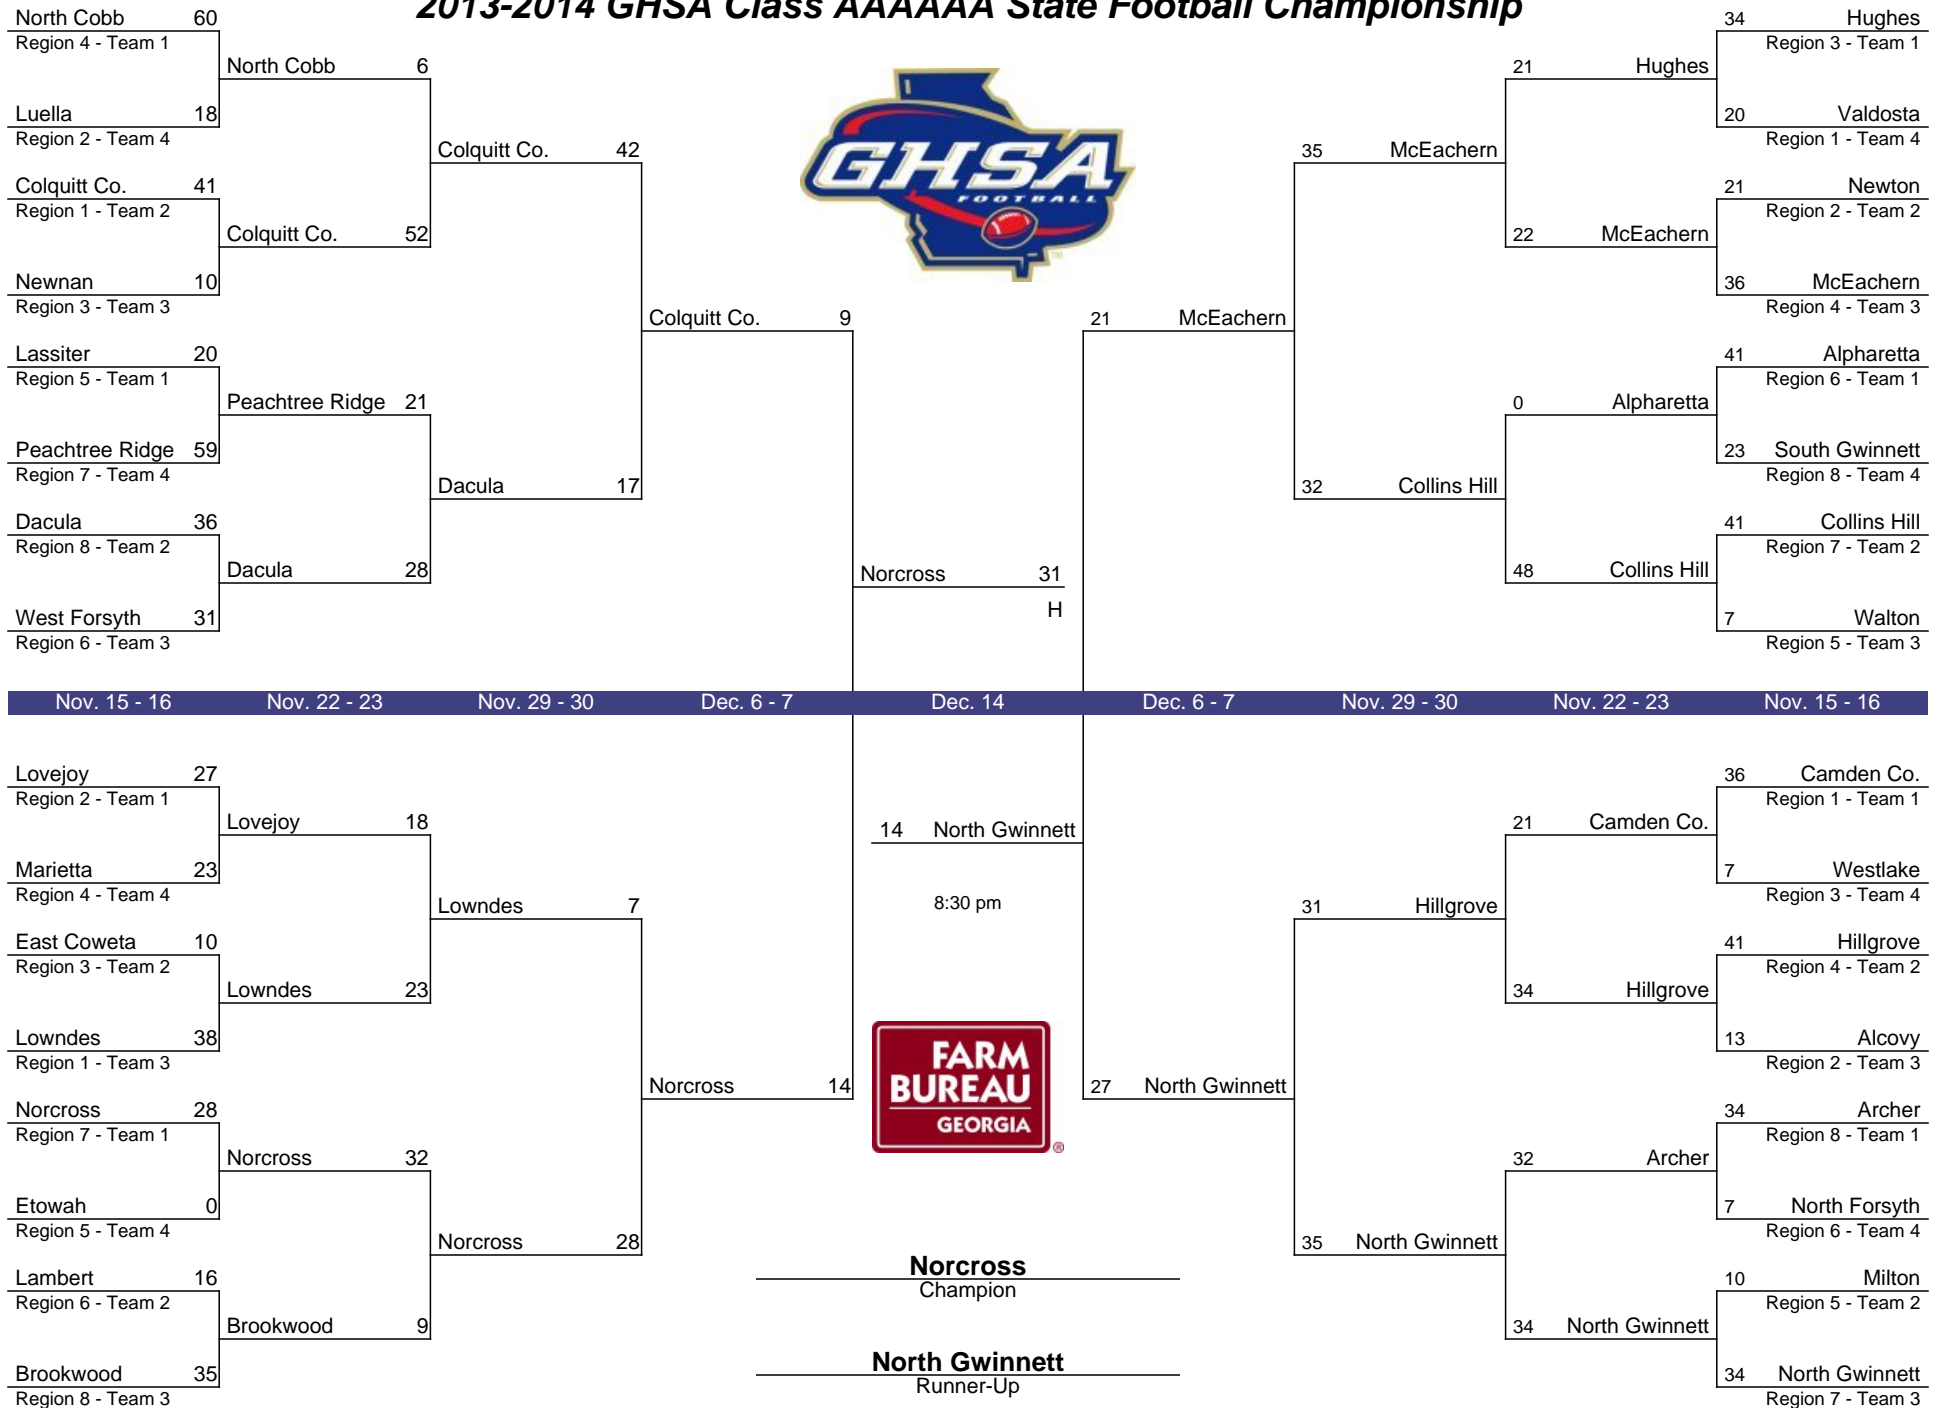 2013-2014 GHSA Class AAAAAA State Football Championship
North Cobb 60
Region 4 - Team 1
Luella 18
Region 2 - Team 4
Colquitt Co. 41
Region 1 - Team 2
Newnan 10
Region 3 - Team 3
Lassiter 20
Region 5 - Team 1
Peachtree Ridge 59
Region 7 - Team 4
Dacula 36
Region 8 - Team 2
West Forsyth 31
Region 6 - Team 3
North Cobb 6
Colquitt Co. 52
Peachtree Ridge 21
Dacula 28
Colquitt Co. 42
Dacula 17
Colquitt Co. 9
GHSA
FOOTBALL
TM
Norcross 31
H
21 McEachern
35 McEachern
32 Collins Hill
21 Hughes
22 McEachern
0 Alpharetta
48 Collins Hill
34 Hughes
Region 3 - Team 1
20 Valdosta
Region 1 - Team 4
21 Newton
Region 2 - Team 2
36 McEachern
Region 4 - Team 3
41 Alpharetta
Region 6 - Team 1
23 South Gwinnett
Region 8 - Team 4
41 Collins Hill
Region 7 - Team 2
7 Walton
Region 5 - Team 3
Nov. 15 - 16 Nov. 22 - 23 Nov. 29 - 30 Dec. 6 - 7 Dec. 14 Dec. 6 - 7 Nov. 29 - 30 Nov. 22 - 23 Nov. 15 - 16
Lovejoy 27
Region 2 - Team 1
Marietta 23
Region 4 - Team 4
East Coweta 10
Region 3 - Team 2
Lowndes 38
Region 1 - Team 3
Norcross 28
Region 7 - Team 1
Etowah 0
Region 5 - Team 4
Lambert 16
Region 6 - Team 2
Brookwood 35
Region 8 - Team 3
Lovejoy 18
Lowndes 23
Norcross 32
Brookwood 9
Lowndes 7
Norcross 28
Norcross 14
14 North Gwinnett
8:30 pm
FARM
BUREAU
GEORGIA
®
Norcross
Champion
North Gwinnett
Runner-Up
27 North Gwinnett
31 Hillgrove
35 North Gwinnett
21 Camden Co.
34 Hillgrove
32 Archer
34 North Gwinnett
36 Camden Co.
Region 1 - Team 1
7 Westlake
Region 3 - Team 4
41 Hillgrove
Region 4 - Team 2
13 Alcovy
Region 2 - Team 3
34 Archer
Region 8 - Team 1
7 North Forsyth
Region 6 - Team 4
10 Milton
Region 5 - Team 2
34 North Gwinnett
Region 7 - Team 3